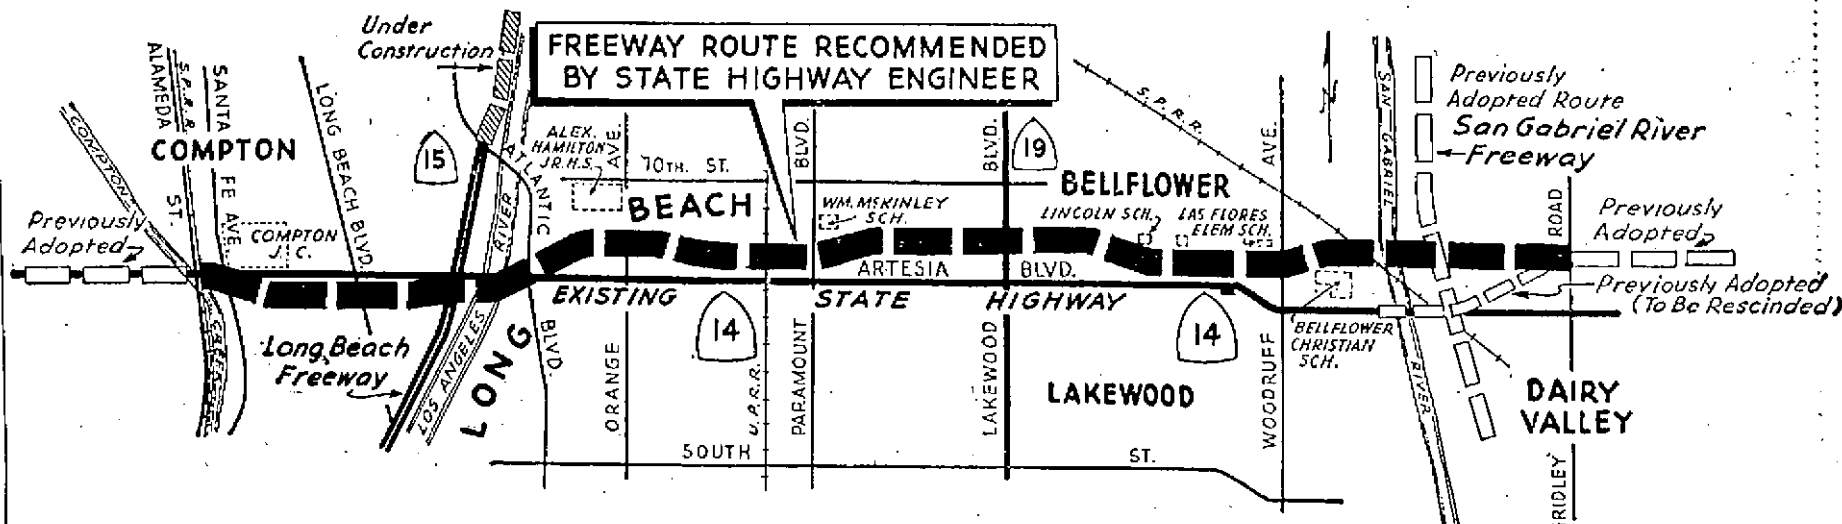 FREEWAY ROUTE RECOMMENDED
BY STATE HIGHWAY ENGINEER
Under
Construction
ALAMEDA
ST.
S.P.R.R.
SANTA
FE AVE.
COMPTON
CREEK
COMPTON
LONG BEACH BLVD.
15
ATLANTIC
BLVD.
ALEX.
HAMILTON
JR.H.S.
AVE.
70TH. ST.
BLVD.
BLVD.
19
S.P.R.R.
AVE.
SAN GABRIEL
RIVER
Previously
Adopted Route
San Gabriel River
Freeway
ROAD
Previously
Adopted
COMPTON
J. C.
LONG
BEACH
WM. McKINLEY
SCH.
BELLFLOWER
LINCOLN SCH.
LAS FLORES
ELEM SCH.
Previously
Adopted
ARTESIA
BLVD.
EXISTING
STATE
HIGHWAY
Previously Adopted
(To Be Rescinded)
14
14
Long Beach
Freeway
LOS ANGELES
RIVER
ORANGE
U.P.R.R.
PARAMOUNT
LAKEWOOD
LAKEWOOD
WOODRUFF
BELLFLOWER
CHRISTIAN
SCH.
DAIRY
VALLEY
SOUTH
ST.
GRIDLEY